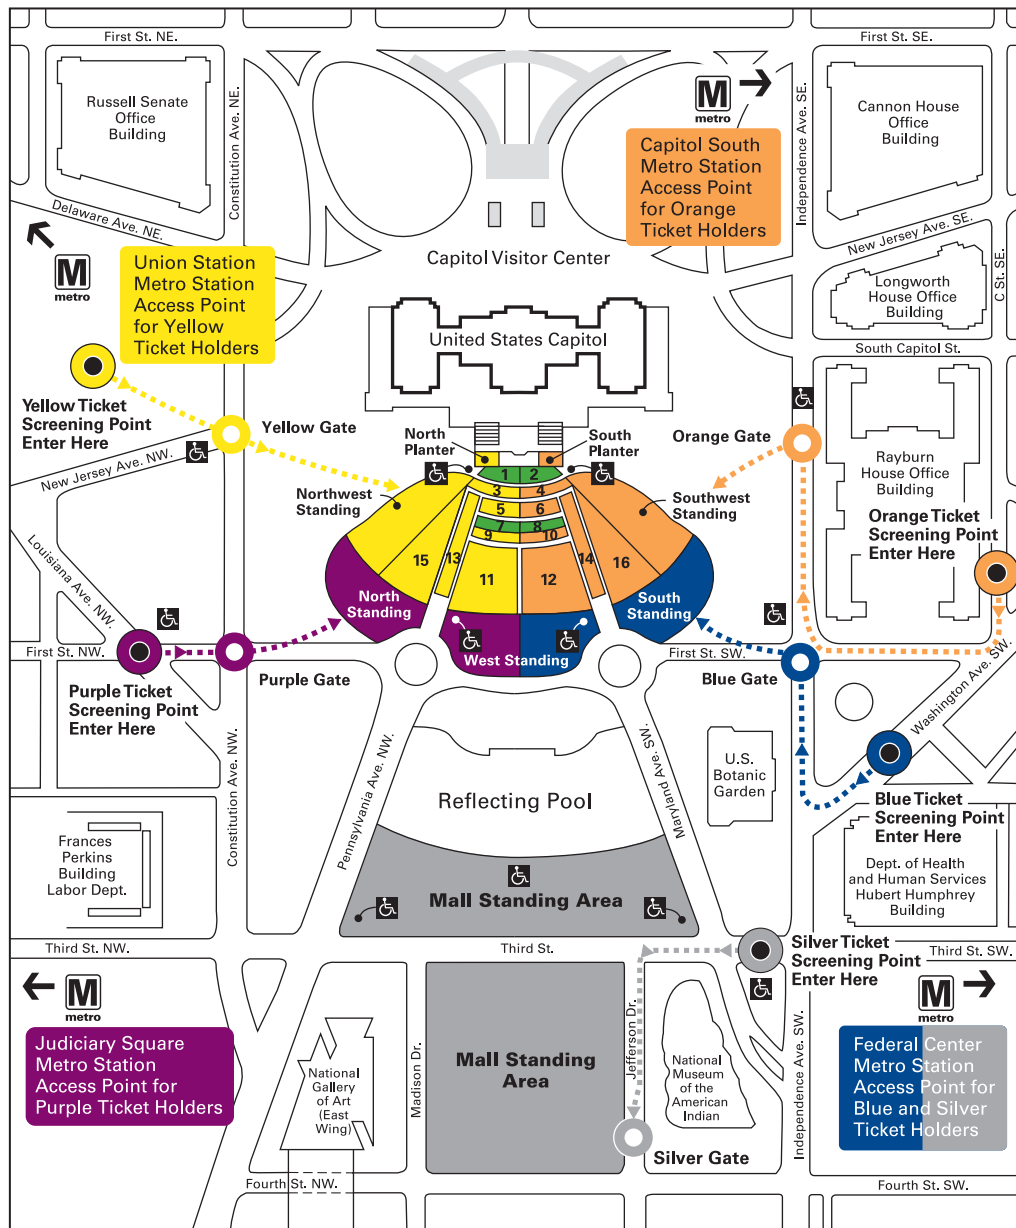 First St. NE.
First St. SE.
Russell Senate
Office
Building
Constitution Ave. NE.
Delaware Ave. NE.
M
metro
Capitol South
Metro Station
Access Point
for Orange
Ticket Holders
Independence Ave. SE.
Cannon House
Office
Building
New Jersey Ave. SE.
C St. SE.
Longworth
House Office
Building
South Capitol St.
M
metro
Union Station
Metro Station
Access Point
for Yellow
Ticket Holders
Capitol Visitor Center
United States Capitol
Yellow Ticket
Screening Point
Enter Here
Yellow Gate
New Jersey Ave. NW.
Louisiana Ave. NW.
North
Planter
South
Planter
Orange Gate
Rayburn
House Office
Building
Orange Ticket
Screening Point
Enter Here
Northwest
Standing
Southwest
Standing
1
2
3
4
5
6
7
8
9
10
15
13
11
12
14
16
North
Standing
South
Standing
West Standing
First St. NW.
First St. SW.
Purple Gate
Blue Gate
Purple Ticket
Screening Point
Enter Here
Washington Ave. SW.
Constitution Ave. NW.
Pennsylvania Ave. NW.
Maryland Ave. SW.
U.S.
Botanic
Garden
Reflecting Pool
Blue Ticket
Screening Point
Enter Here
Frances
Perkins
Building
Labor Dept.
Dept. of Health
and Human Services
Hubert Humphrey
Building
Mall Standing Area
Third St. NW.
Third St.
Third St. SW.
Silver Ticket
Screening Point
Enter Here
M
metro
Judiciary Square
Metro Station
Access Point for
Purple Ticket Holders
National
Gallery
of Art
(East
Wing)
Madison Dr.
Mall Standing
Area
Jefferson Dr.
National
Museum
of the
American
Indian
Independence Ave. SW.
M
metro
Federal Center
Metro Station
Access Point for
Blue and Silver
Ticket Holders
Silver Gate
Fourth St. NW.
Fourth St. SW.